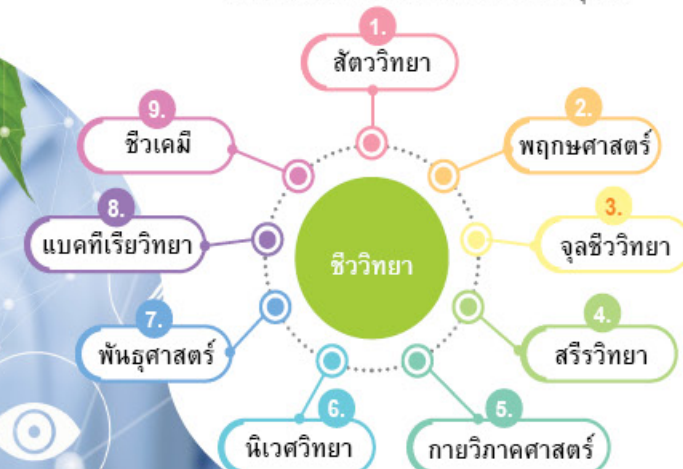 1.
สัตววิทยา
2.
พฤกษศาสตร์
3.
จุลชีววิทยา
4.
สรีรวิทยา
5.
กายวิภาคศาสตร์
6.
นิเวศวิทยา
7.
พันธุศาสตร์
8.
แบคทีเรียวิทยา
9.
ชีวเคมี
ชีววิทยา